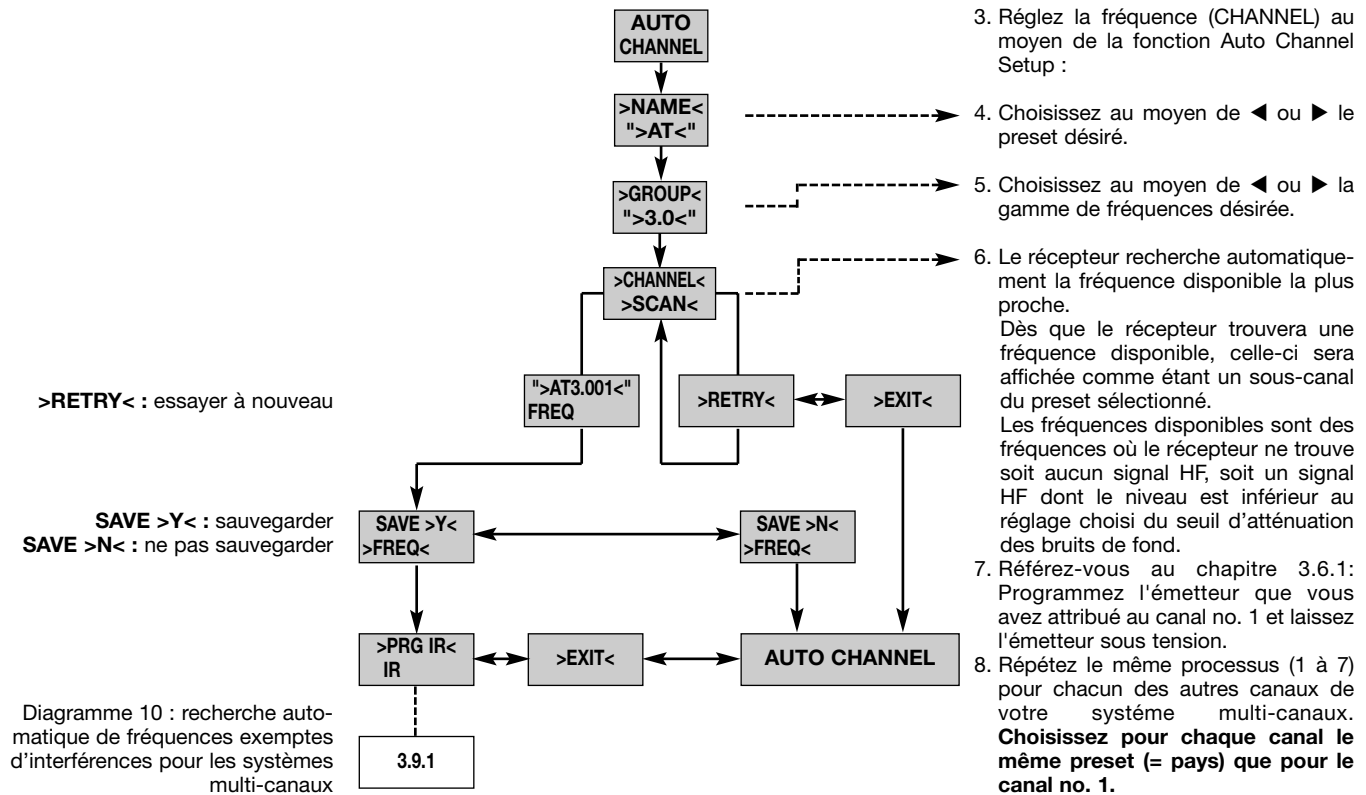 AUTO
CHANNEL
>NAME<
">AT<"
>GROUP<
">3.0<"
>CHANNEL<
>SCAN<
">AT3.001<"
FREQ
>RETRY<
>EXIT<
>RETRY< : essayer à nouveau
SAVE >Y< : sauvegarder
SAVE >N< : ne pas sauvegarder
SAVE >Y<
>FREQ<
SAVE >N<
>FREQ<
>PRG IR<
IR
>EXIT<
AUTO CHANNEL
3.9.1
Diagramme 10 : recherche auto-
matique de fréquences exemptes
d'interférences pour les systèmes
multi-canaux
3. Réglez la fréquence (CHANNEL) au
moyen de la fonction Auto Channel
Setup :
4. Choisissez au moyen de ◀ ou ▶ le
preset désiré.
5. Choisissez au moyen de ◀ ou ▶ la
gamme de fréquences désirée.
6. Le récepteur recherche automatique-
ment la fréquence disponible la plus
proche.
Dès que le récepteur trouvera une
fréquence disponible, celle-ci sera
affichée comme étant un sous-canal
du preset sélectionné.
Les fréquences disponibles sont des
fréquences où le récepteur ne trouve
soit aucun signal HF, soit un signal
HF dont le niveau est inférieur au
réglage choisi du seuil d'atténuation
des bruits de fond.
7. Référez-vous au chapitre 3.6.1:
Programmez l'émetteur que vous
avez attribué au canal no. 1 et laissez
l'émetteur sous tension.
8. Répétez le même processus (1 à 7)
pour chacun des autres canaux de
votre systéme multi-canaux.
Choisissez pour chaque canal le
même preset (= pays) que pour le
canal no. 1.